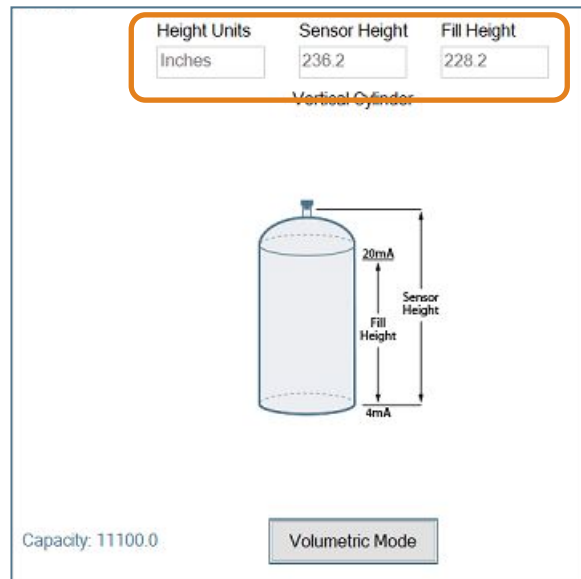 Height Units Sensor Height Fill Height
Inches 236.2 228.2
Vertical Cylinder
20mA
Sensor
Height
Fill
Height
4mA
Capacity: 11100.0
Volumetric Mode